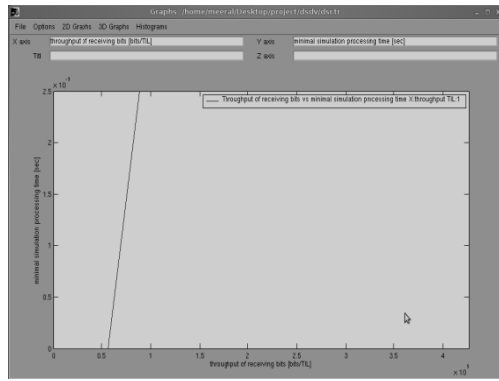 Graphs /home/meeral/Desktop/project/dsdv/dsr.tr
File Options 2D Graphs 3D Graphs Histograms
X axis throughput of receiving bits [bits/TIL] Y axis minimal simulation processing time [sec]
Titl Z axis
x 10
2.5
Throughput of receiving bits vs minimal simulation processing time X:throughput TIL:1
2
1.5
1
0.5
0
minimal simulation processing time [sec]
0 0.5 1 1.5 2 2.5 3 3.5 4
throughput of receiving bits [bits/TIL]
x 10